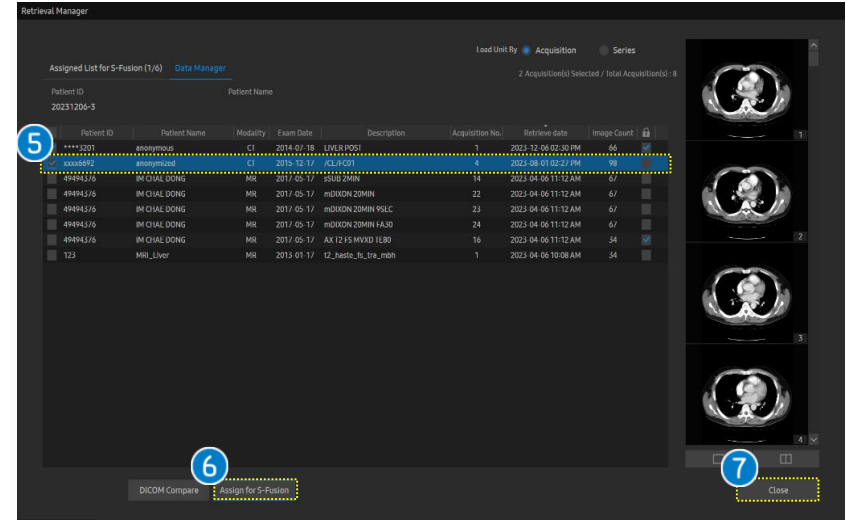 Retrieval Manager
Load Unit By Acquisition Series
Assigned List for S-Fusion (1/6) Data Manager
2 Acquisition(s) Selected / Total Acquisition(s) : 8
Patient ID Patient Name
20231206-3
5
Patient ID Patient Name Modality Exam Date Description Acquisition No. Retrieve date Image Count
****3201 anonymous CT 2014-07-18 LIVER POST 1 2023-12-06 02:30 PM 66
xxxx6692 anonymized CT 2015-12-17 /CE/FC01 4 2023-08-01 02:27 PM 98
49494376 IM CHAE DONG MR 2017-05-17 sSUB 2MIN 14 2023-04-06 11:12 AM 67
49494376 IM CHAE DONG MR 2017-05-17 mDIXON 20MIN 22 2023-04-06 11:12 AM 67
49494376 IM CHAE DONG MR 2017-05-17 mDIXON 20MIN 9SEC 23 2023-04-06 11:12 AM 67
49494376 IM CHAE DONG MR 2017-05-17 mDIXON 20MIN FA30 24 2023-04-06 11:12 AM 67
49494376 IM CHAE DONG MR 2017-05-17 AX T2 FS MVXD TE80 16 2023-04-06 11:12 AM 34
123 MRI_Liver MR 2013-01-17 t2_haste_fs_tra_mbh 1 2023-04-06 10:08 AM 34
1
2
3
4
6
7
DICOM Compare Assign for S-Fusion Close